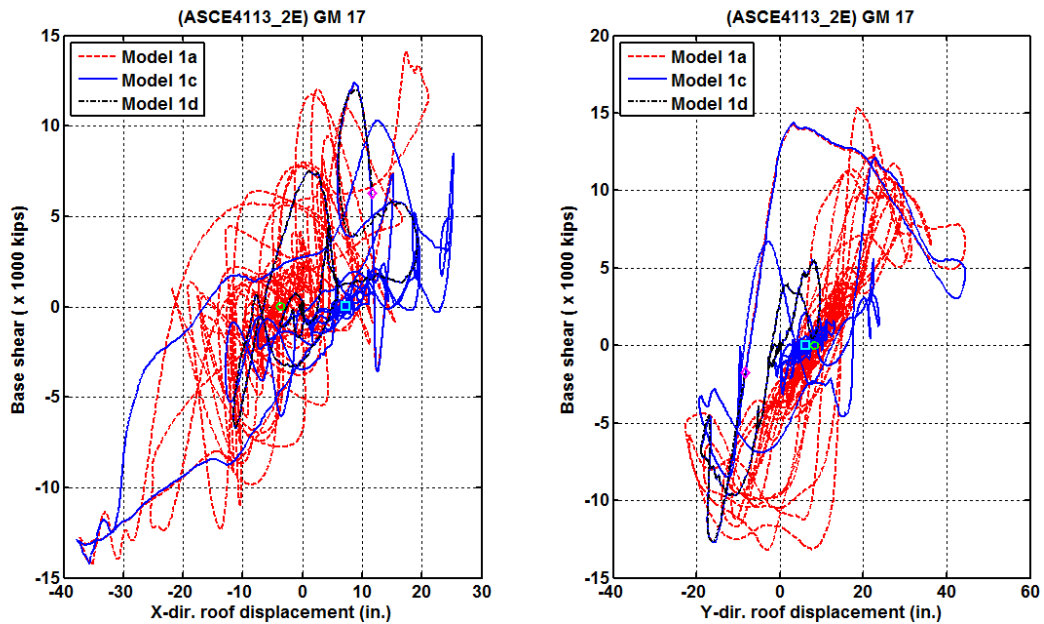 (ASCE4113_2E) GM 17
Model 1a
Model 1c
Model 1d
15
10
5
0
-5
-10
-15
Base shear ( x 1000 kips)
-40
-30
-20
-10
0
10
20
30
X-dir. roof displacement (in.)
(ASCE4113_2E) GM 17
Model 1a
Model 1c
Model 1d
20
15
10
5
0
-5
-10
-15
Base shear ( x 1000 kips)
-40
-20
0
20
40
60
Y-dir. roof displacement (in.)